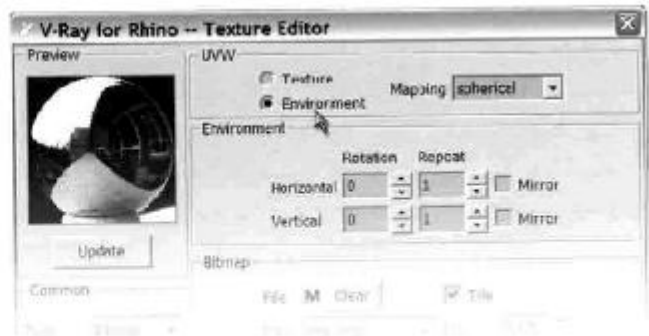 V-Ray for Rhino -- Texture Editor
Preview
UVW
Texture
Environment
Mapping spherical
Environment
Rotation Repeat
Horizontal 0 1 Mirror
Vertical 0 1 Mirror
Update
Bitmap
Common
File M Clear Tile